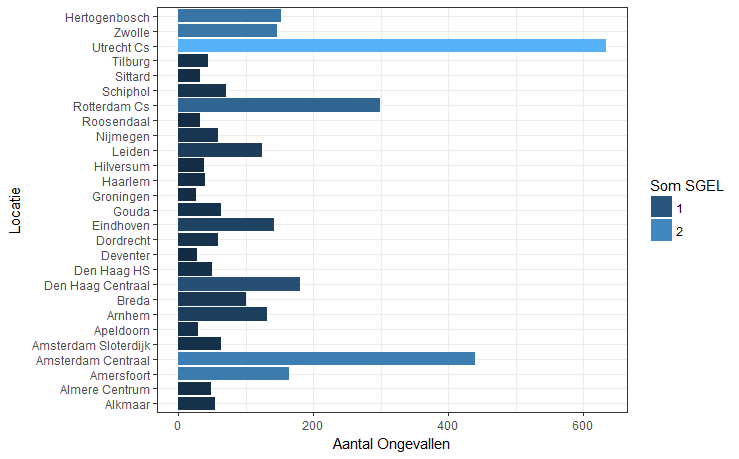 Hertogenbosch
Zwolle
Utrecht Cs
Tilburg
Sittard
Schiphol
Rotterdam Cs
Roosendaal
Nijmegen
Leiden
Hilversum
Haarlem
Groningen
Gouda
Eindhoven
Dordrecht
Deventer
Den Haag HS
Den Haag Centraal
Breda
Arnhem
Apeldoorn
Amsterdam Sloterdijk
Amsterdam Centraal
Amersfoort
Almere Centrum
Alkmaar
Locatie
0 200 400 600
Aantal Ongevallen
Som SGEL
1
2